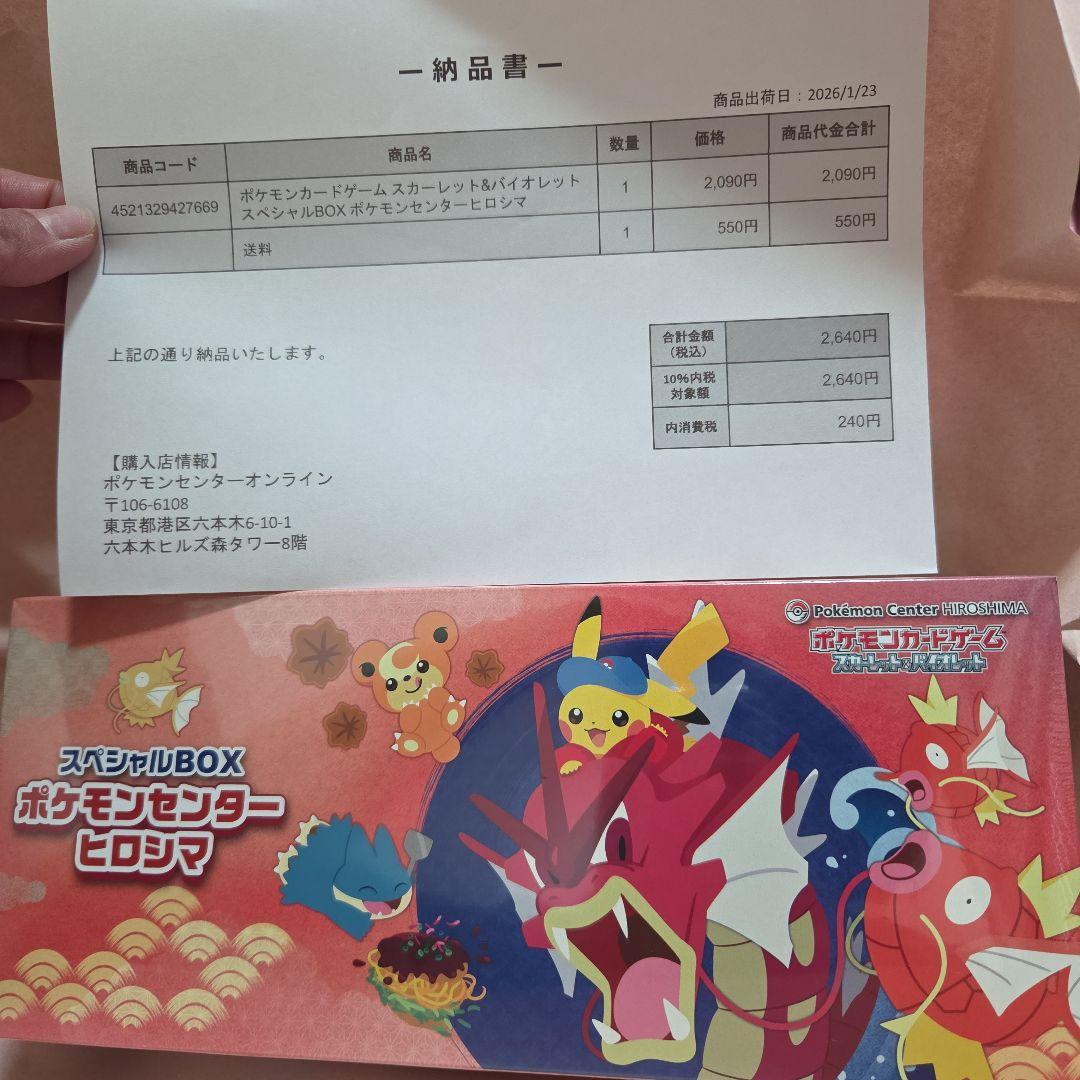 ー納品書ー
商品出荷日：2026/1/23
商品コード 商品名 数量 価格 商品代金合計
4521329427669 ポケモンカードゲーム スカーレット&バイオレット
スペシャルBOX ポケモンセンターヒロシマ 1 2,090円 2,090円
送料 1 550円 550円
上記の通り納品いたします。
合計金額
（税込） 2,640円
10%内税
対象額 2,640円
内消費税 240円
【購入店情報】
ポケモンセンターオンライン
〒106-6108
東京都港区六本木6-10-1
六本木ヒルズ森タワー8階
Pokémon Center HIROSHIMA
ポケモンカードゲーム
スカーレット&バイオレット
スペシャルBOX
ポケモンセンター
ヒロシマ